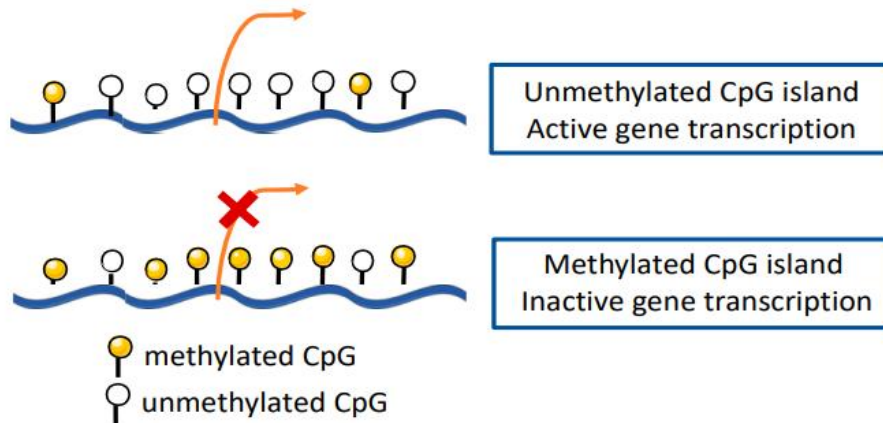 Unmethylated CpG island
Active gene transcription
Methylated CpG island
Inactive gene transcription
methylated CpG
unmethylated CpG